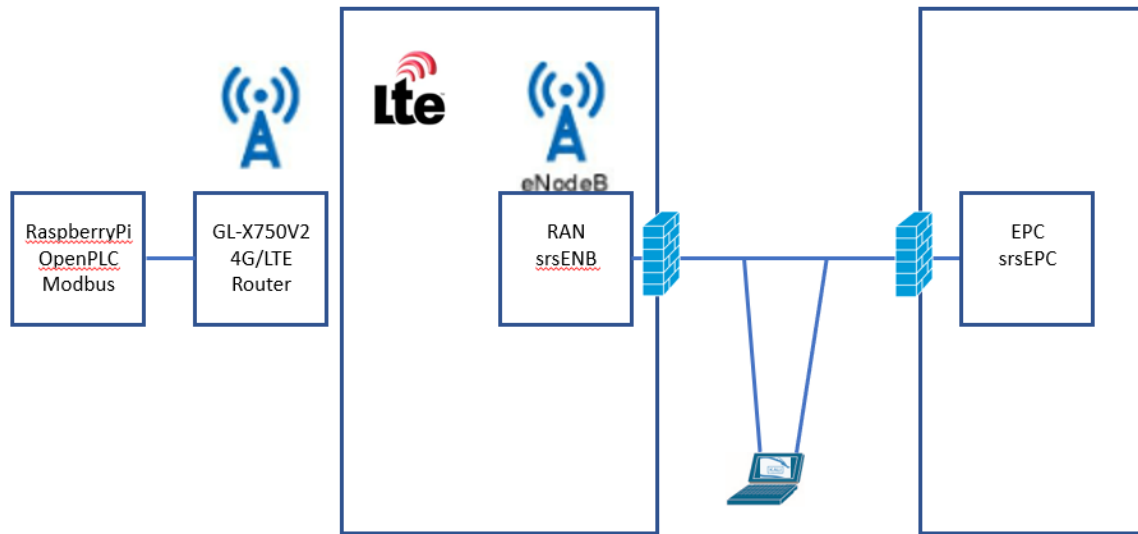 Lte
eNodeB
RaspberryPi
OpenPLC
Modbus
GL-X750V2
4G/LTE
Router
RAN
srsENB
EPC
srsEPC